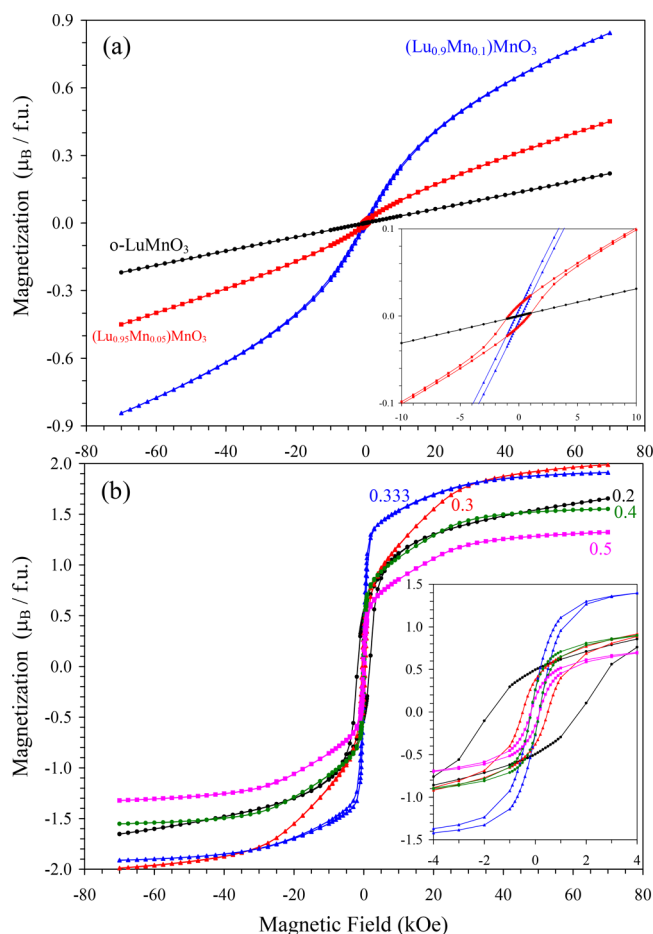 (a)
(Lu0.9Mn0.1)MnO3
0.9
0.6
0.3
0.0
-0.3
-0.6
-0.9
Magnetization (μB / f.u.)
o-LuMnO3
(Lu0.95Mn0.05)MnO3
0.1
0.0
-0.1
-10 -5 0 5 10
-80 -60 -40 -20 0 20 40 60 80
(b)
2.0
1.5
1.0
0.5
0.0
-0.5
-1.0
-1.5
-2.0
Magnetization (μB / f.u.)
0.333
0.3
0.2
0.4
0.5
1.5
1.0
0.5
0.0
-0.5
-1.0
-1.5
-4 -2 0 2 4
-80 -60 -40 -20 0 20 40 60 80
Magnetic Field (kOe)